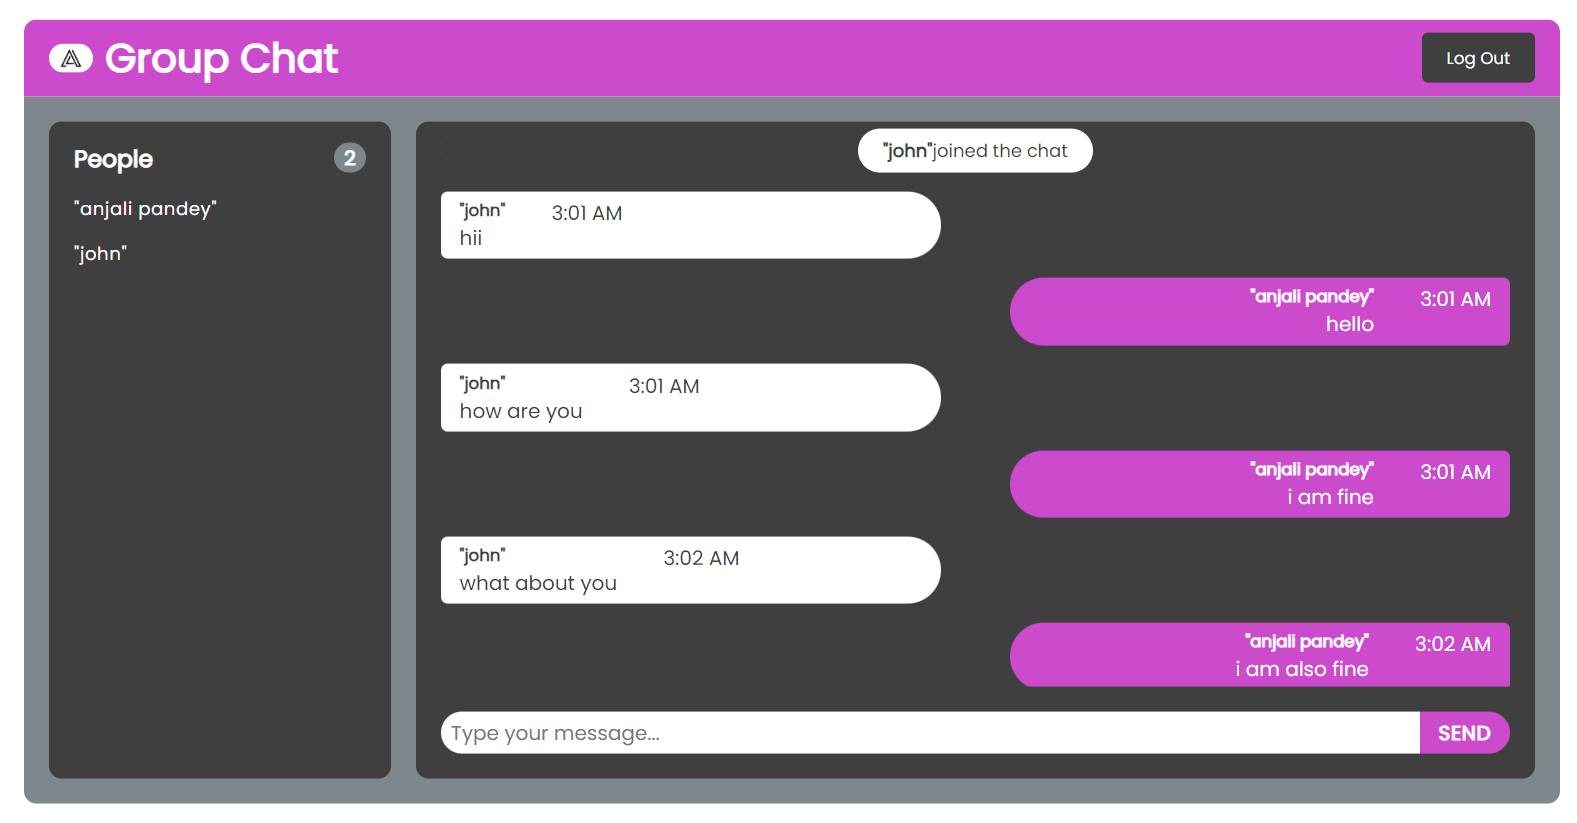 Group Chat
Log Out
People 2
"anjali pandey"
"john"
"john"joined the chat
"john" 3:01 AM
hii
"anjali pandey" 3:01 AM
hello
"john" 3:01 AM
how are you
"anjali pandey" 3:01 AM
i am fine
"john" 3:02 AM
what about you
"anjali pandey" 3:02 AM
i am also fine
Type your message... SEND